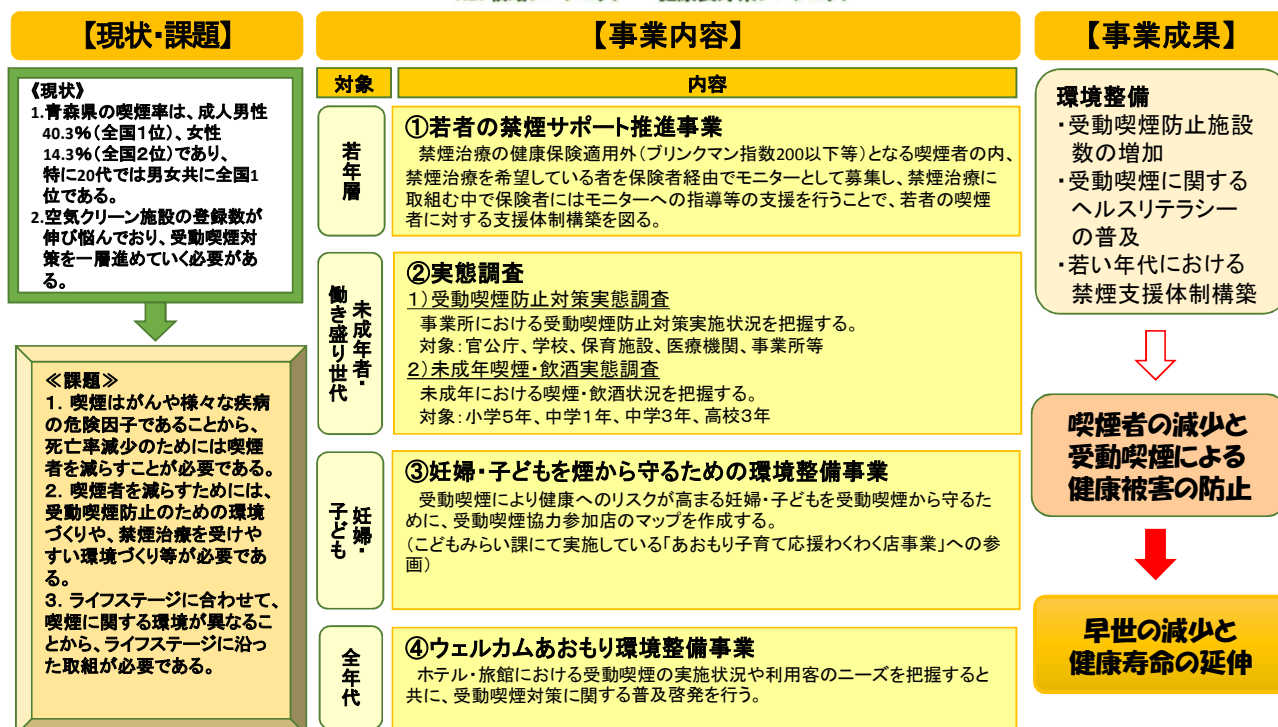 【現状・課題】
《現状》
1.青森県の喫煙率は、成人男性
40.3%(全国1位)、女性
14.3%(全国2位)であり、
特に20代では男女共に全国1
位である。
2.空気クリーン施設の登録数が
伸び悩んでおり、受動喫煙対
策を一層進めていく必要があ
る。
≪課題≫
1．喫煙はがんや様々な疾病
の危険因子であることから、
死亡率減少のためには喫煙
者を減らすことが必要である。
2．喫煙者を減らすためには、
受動喫煙防止のための環境
づくりや、禁煙治療を受けや
すい環境づくり等が必要であ
る。
3．ライフステージに合わせて、
喫煙に関する環境が異なるこ
とから、ライフステージに沿っ
た取組が必要である。
【事業内容】
対象
内容
若年層
①若者の禁煙サポート推進事業
禁煙治療の健康保険適用外(ブリンクマン指数200以下等)となる喫煙者の内、
禁煙治療を希望している者を保険者経由でモニターとして募集し、禁煙治療に
取組む中で保険者にはモニターへの指導等の支援を行うことで、若者の喫煙
者に対する支援体制構築を図る。
未成年者・
働き盛り世代
②実態調査
1)受動喫煙防止対策実態調査
事業所における受動喫煙防止対策実施状況を把握する。
対象：官公庁、学校、保育施設、医療機関、事業所等
2)未成年喫煙・飲酒実態調査
未成年における喫煙・飲酒状況を把握する。
対象：小学5年、中学1年、中学3年、高校3年
妊婦・
子ども
③妊婦・子どもを煙から守るための環境整備事業
受動喫煙により健康へのリスクが高まる妊婦・子どもを受動喫煙から守るた
めに、受動喫煙協力参加店のマップを作成する。
(こどもみらい課にて実施している「あおもり子育て応援わくわく店事業」への参
画)
全年代
④ウェルカムあおもり環境整備事業
ホテル・旅館における受動喫煙の実施状況や利用客のニーズを把握すると
共に、受動喫煙対策に関する普及啓発を行う。
【事業成果】
環境整備
・受動喫煙防止施設
数の増加
・受動喫煙に関する
ヘルスリテラシー
の普及
・若い年代における
禁煙支援体制構築
喫煙者の減少と
受動喫煙による
健康被害の防止
早世の減少と
健康寿命の延伸